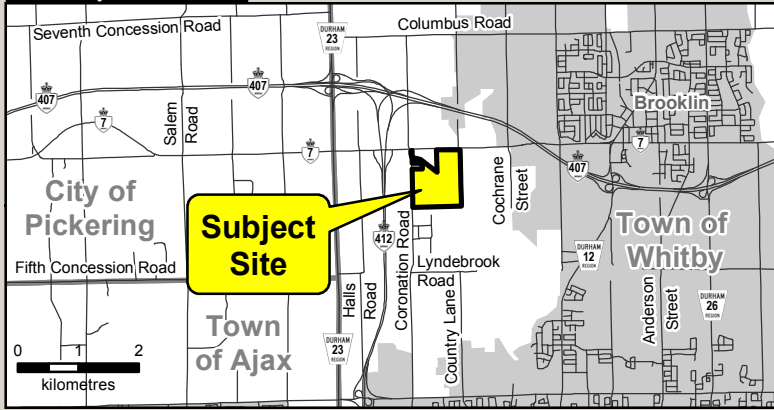 Seventh Concession Road
DURHAM
23
REGION
Columbus Road
407
407
7
Salem
Road
7
Brooklin
7
407
City of
Pickering
Subject
Site
Cochrane
Street
Town of
Whitby
412
Coronation Road
Fifth Concession Road
Lyndebrook
Road
DURHAM
12
REGION
Halls
Road
Country Lane
Anderson
Street
DURHAM
26
REGION
Town
of Ajax
DURHAM
23
REGION
0 1 2
kilometres